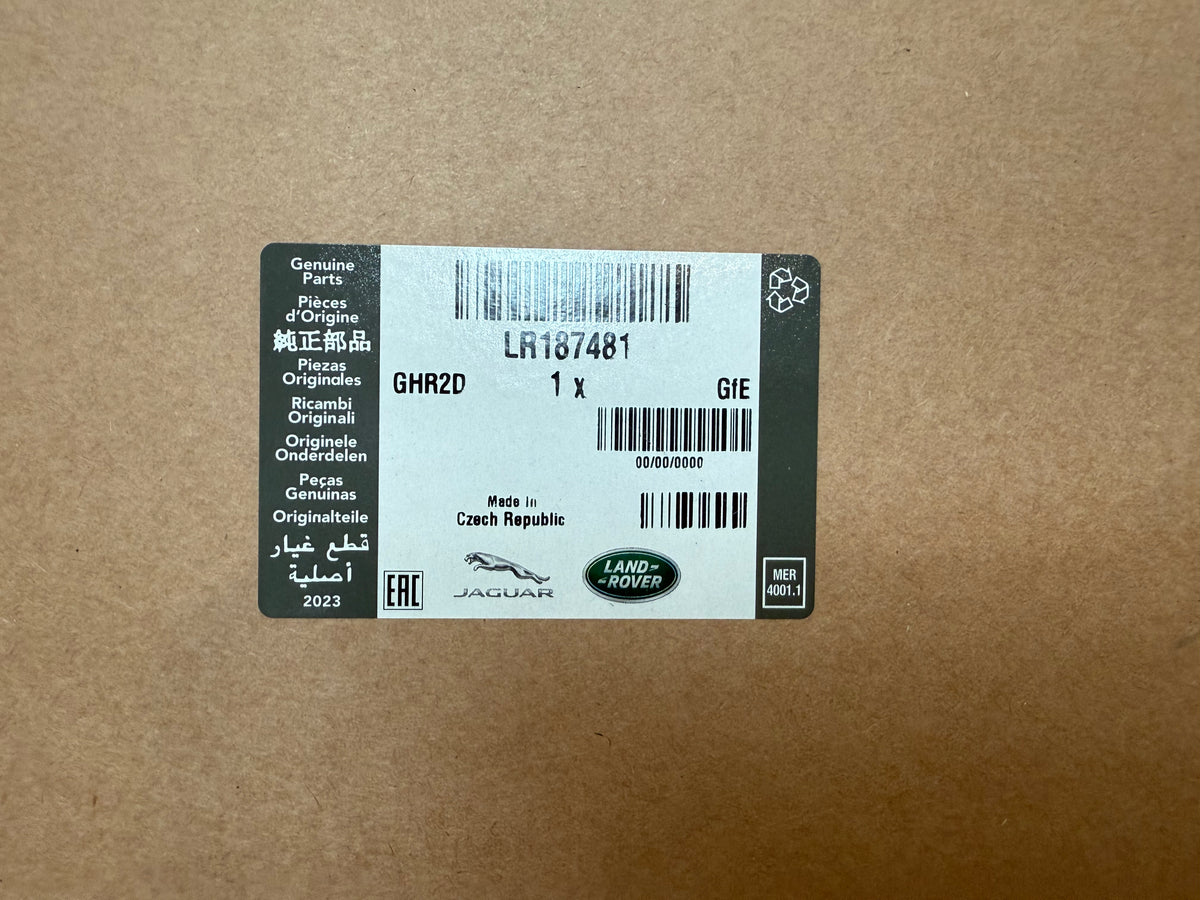 Genuine
Parts
Pièces
d'Origine
純正部品
Piezas
Originales
Ricambi
Originali
Originele
Onderdelen
Peças
Genuínas
Originalteile
قطع غيار
أصلية
2023
LR187481
GHR2D 1 x GfE
00/00/0000
Made in
Czech Republic
EAC
JAGUAR
LAND-
-ROVER
MER
4001.1